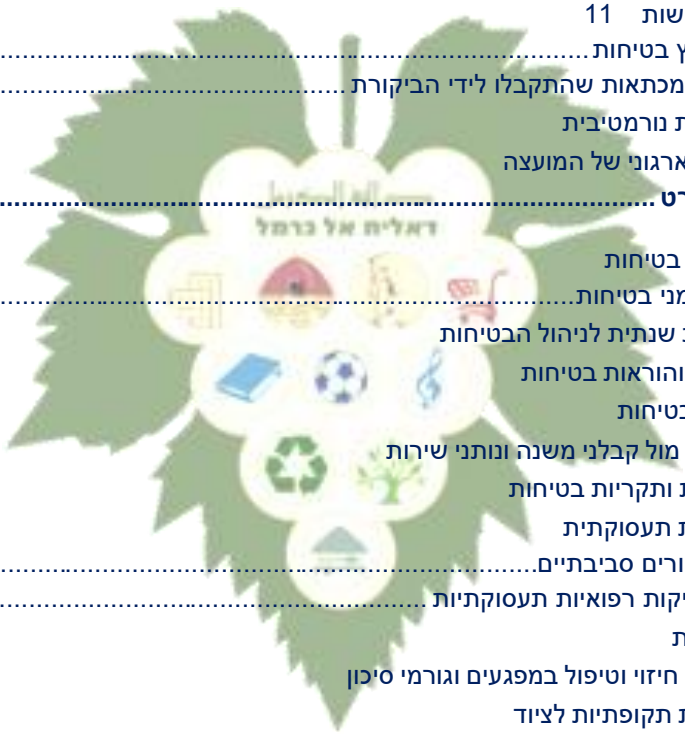 שות 11
ץ בטיחות
מכתאות שהתקבלו לידי הביקורת
ת נורמטיבית
ארגוני של המועצה
רט
דאלית אל כרמל
בטיחות
מני בטיחות
ת שנתית לניהול הבטיחות
והוראות בטיחות
בטיחות
מול קבלני משנה ונותני שירות
ת ותקריות בטיחות
ת תעסוקתית
ורים סביבתיים
יקות רפואיות תעסוקתיות
ת
חיזוי וטיפול במפגעים וגורמי סיכון
ת תקופתיות לציוד